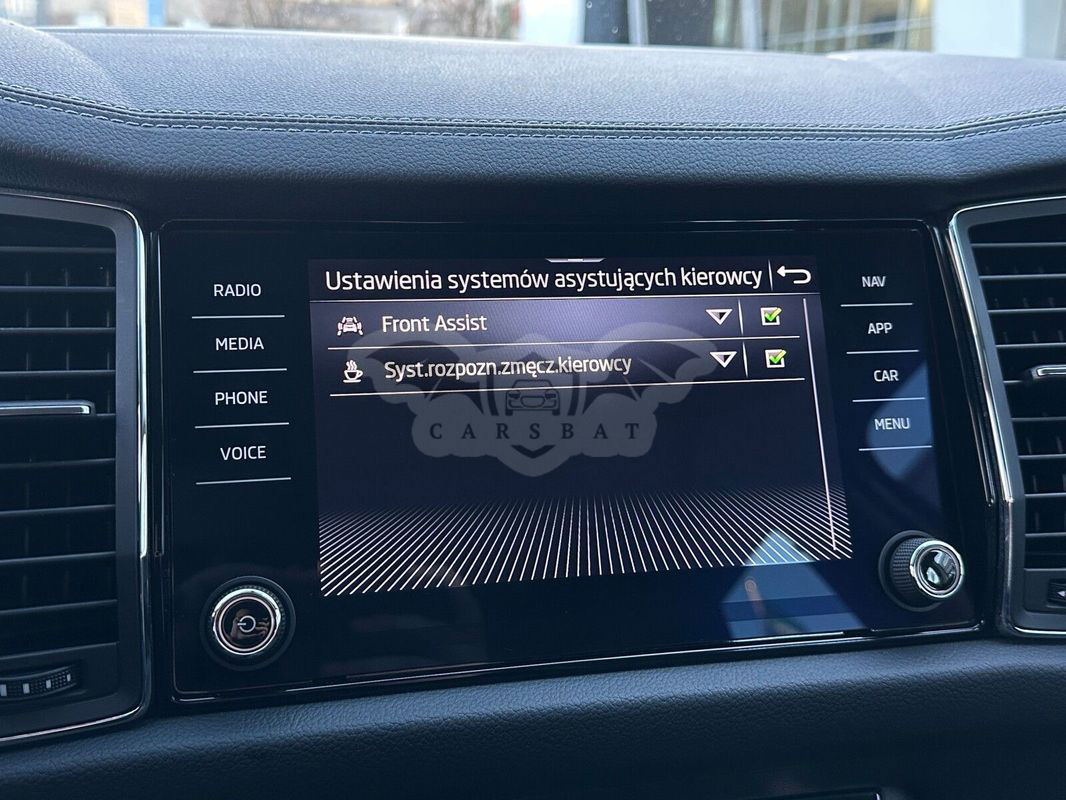 RADIO
MEDIA
PHONE
VOICE
Ustawienia systemów asystujących kierowcy
Front Assist
Syst.rozpozn.zmęcz.kierowcy
CARSBAT
NAV
APP
CAR
MENU